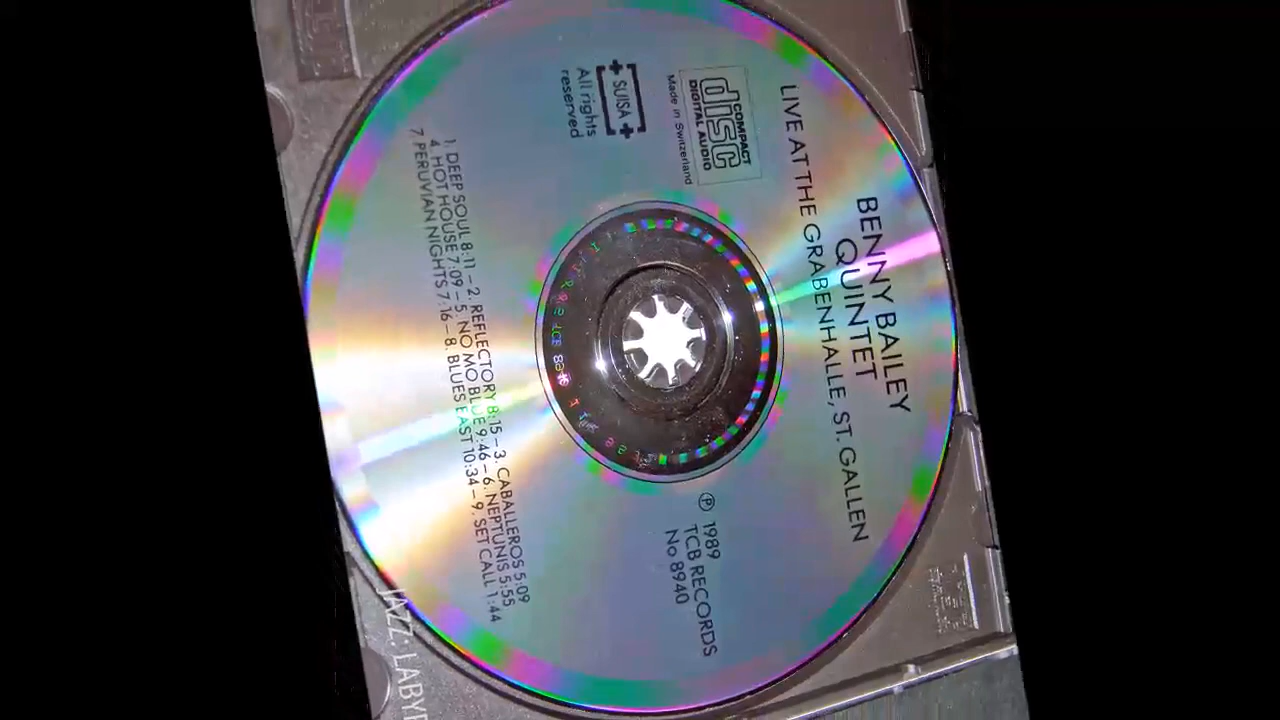 BENNY BAILEY
QUINTET
LIVE AT THE GRABENHALLE, ST. GALLEN
COMPACT
disc
DIGITAL AUDIO
Made in Switzerland
SUISA
All rights
reserved
Ⓟ 1989
TCB RECORDS
No 8940
1. DEEP SOUL 8:11 – 2. REFLECTORY 8:15 – 3. CABALLEROS 5:09
4. HOT HOUSE 7:09 – 5. NO MO BLUE 9:46 – 6. NEPTUNIS 5:55
7. PERUVIAN NIGHTS 7:16 – 8. BLUES EAST 10:34 – 9. SET CALL 1:44
JAZZ: